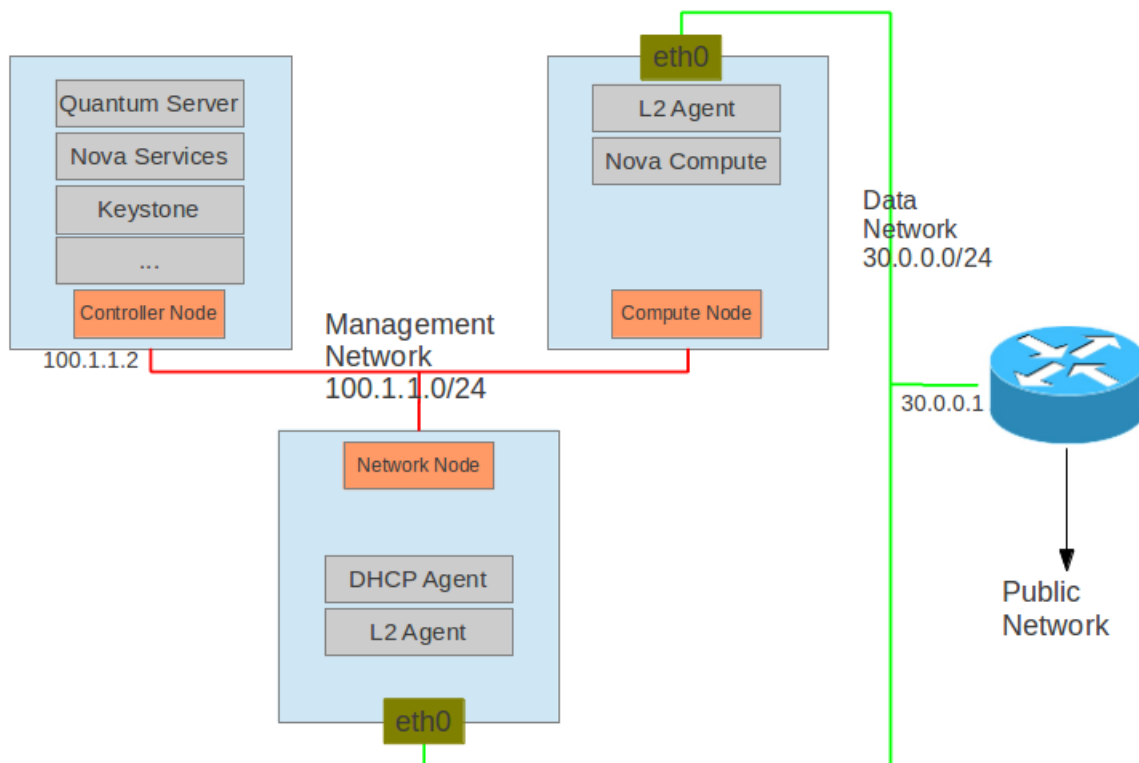 Quantum Server
Nova Services
Keystone
...
Controller Node
100.1.1.2
eth0
L2 Agent
Nova Compute
Compute Node
Management
Network
100.1.1.0/24
Data
Network
30.0.0.0/24
30.0.0.1
Public
Network
Network Node
DHCP Agent
L2 Agent
eth0